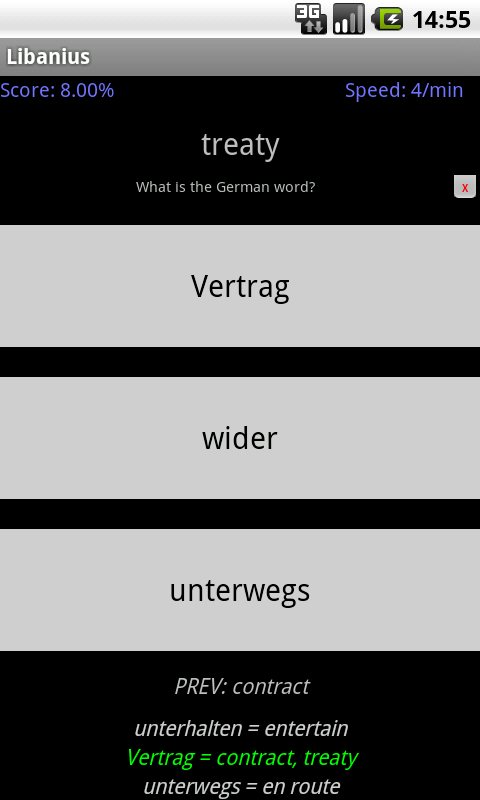 3G 14:55
Libanius
Score: 8.00% Speed: 4/min
treaty
What is the German word? x
Vertrag
wider
unterwegs
PREV: contract
unterhalten = entertain
Vertrag = contract, treaty
unterwegs = en route